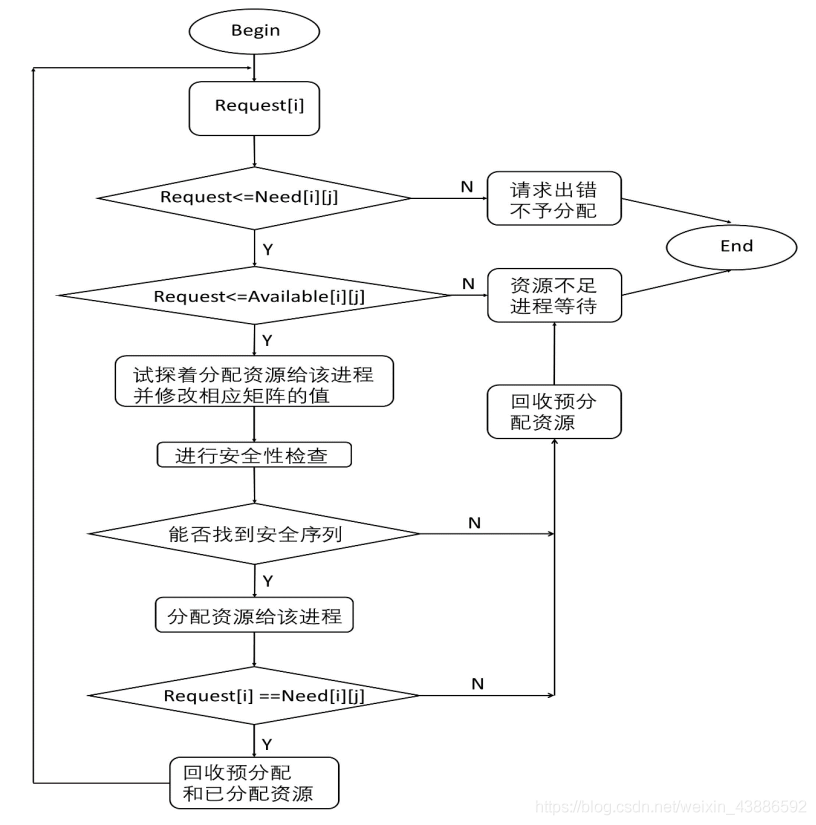 Begin
Request[i]
Request<=Need[i][j]
N
请求出错
不予分配
End
Y
Request<=Available[i][j]
N
资源不足
进程等待
Y
试探着分配资源给该进程
并修改相应矩阵的值
回收预分
配资源
进行安全性检查
能否找到安全序列
N
Y
分配资源给该进程
Request[i] ==Need[i][j]
N
Y
回收预分配
和已分配资源
https://blog.csdn.net/weixin_43886592